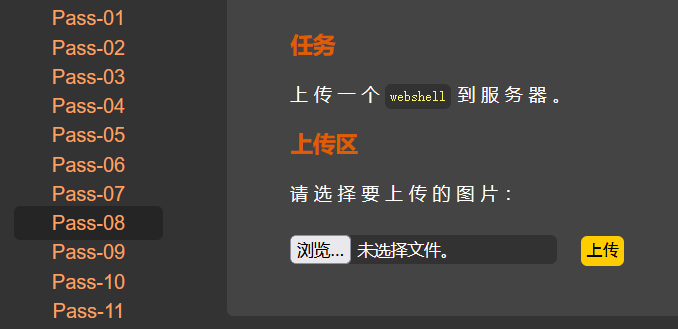 Pass-01
Pass-02
Pass-03
Pass-04
Pass-05
Pass-06
Pass-07
Pass-08
Pass-09
Pass-10
Pass-11
任务
上传一个 webshell 到服务器。
上传区
请选择要上传的图片：
浏览... 未选择文件。 上传